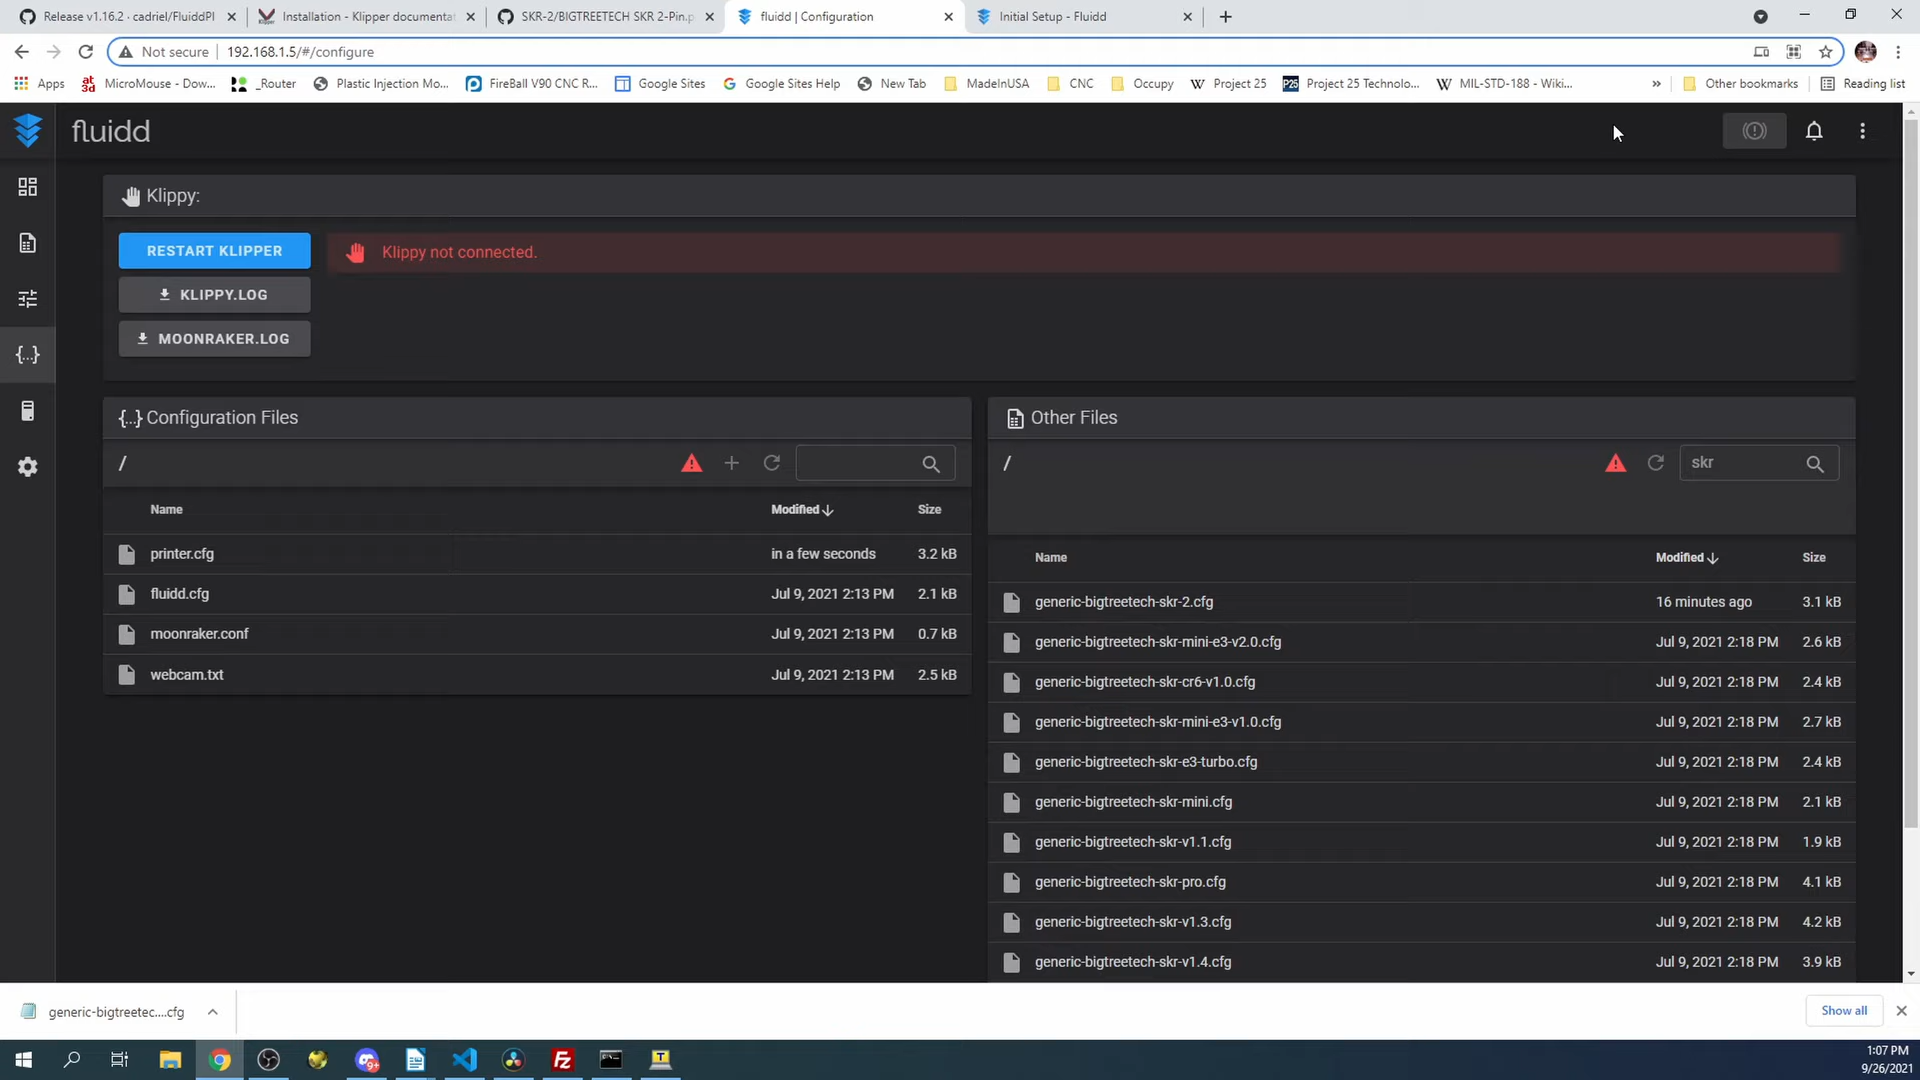 Release v1.16.2 · cadriel/FluiddPI
Installation - Klipper documentat
SKR-2/BIGTREETECH SKR 2-Pin.p
fluidd | Configuration
Initial Setup - Fluidd
Not secure
192.168.1.5/#/configure
Apps
MicroMouse - Dow...
_Router
Plastic Injection Mo...
FireBall V90 CNC R...
Google Sites
Google Sites Help
New Tab
MadeInUSA
CNC
Occupy
Project 25
Project 25 Technolo...
MIL-STD-188 - Wiki...
»
Other bookmarks
Reading list
fluidd
Klippy:
RESTART KLIPPER
Klippy not connected.
KLIPPY.LOG
MOONRAKER.LOG
{...} Configuration Files
/
Name Modified Size
printer.cfg in a few seconds 3.2 kB
fluidd.cfg Jul 9, 2021 2:13 PM 2.1 kB
moonraker.conf Jul 9, 2021 2:13 PM 0.7 kB
webcam.txt Jul 9, 2021 2:13 PM 2.5 kB
Other Files
/
skr
Name Modified Size
generic-bigtreetech-skr-2.cfg 16 minutes ago 3.1 kB
generic-bigtreetech-skr-mini-e3-v2.0.cfg Jul 9, 2021 2:18 PM 2.6 kB
generic-bigtreetech-skr-cr6-v1.0.cfg Jul 9, 2021 2:18 PM 2.4 kB
generic-bigtreetech-skr-mini-e3-v1.0.cfg Jul 9, 2021 2:18 PM 2.7 kB
generic-bigtreetech-skr-e3-turbo.cfg Jul 9, 2021 2:18 PM 2.4 kB
generic-bigtreetech-skr-mini.cfg Jul 9, 2021 2:18 PM 2.1 kB
generic-bigtreetech-skr-v1.1.cfg Jul 9, 2021 2:18 PM 1.9 kB
generic-bigtreetech-skr-pro.cfg Jul 9, 2021 2:18 PM 4.1 kB
generic-bigtreetech-skr-v1.3.cfg Jul 9, 2021 2:18 PM 4.2 kB
generic-bigtreetech-skr-v1.4.cfg Jul 9, 2021 2:18 PM 3.9 kB
generic-bigtreetec....cfg
Show all
1:07 PM
9/26/2021